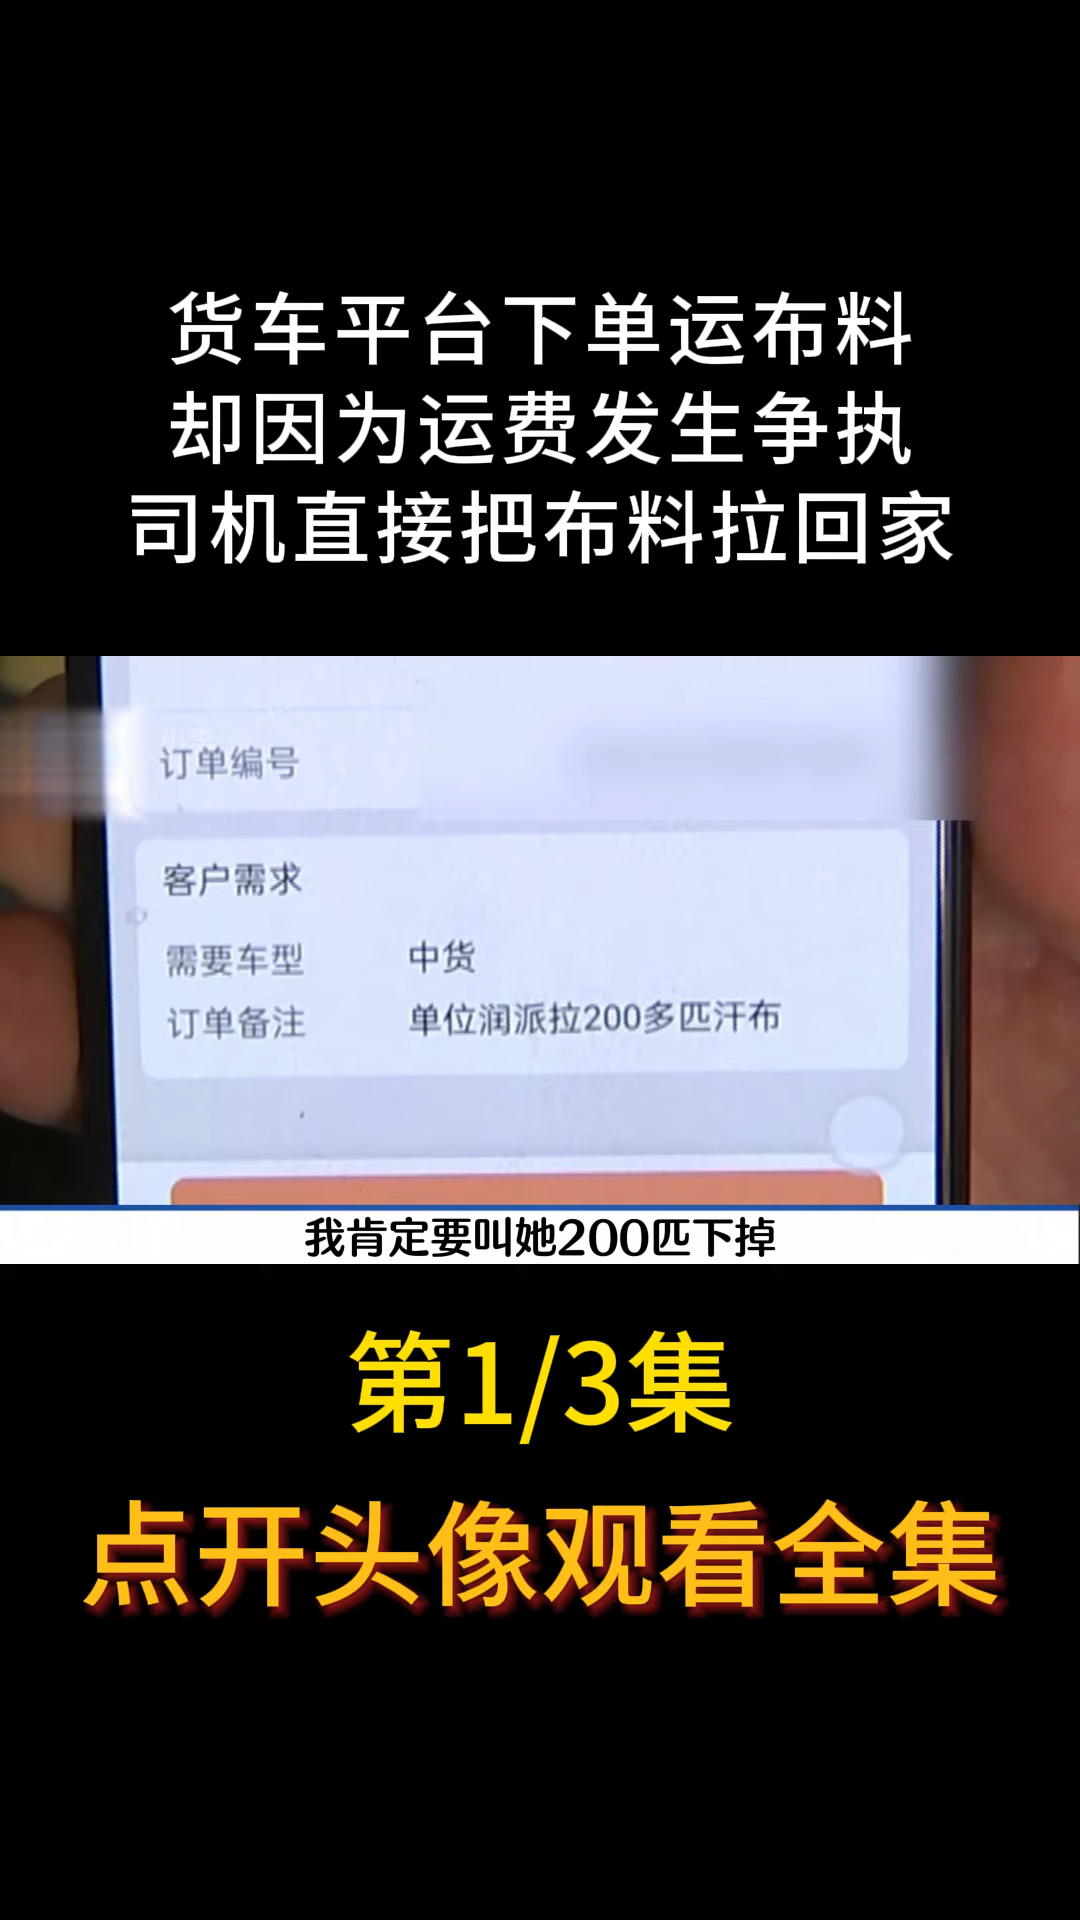 货车平台下单运布料
却因为运费发生争执
司机直接把布料拉回家
订单编号
客户需求
需要车型 中货
订单备注 单位润派拉200多匹汗布
我肯定要叫她200匹下掉
第1/3集
点开头像观看全集